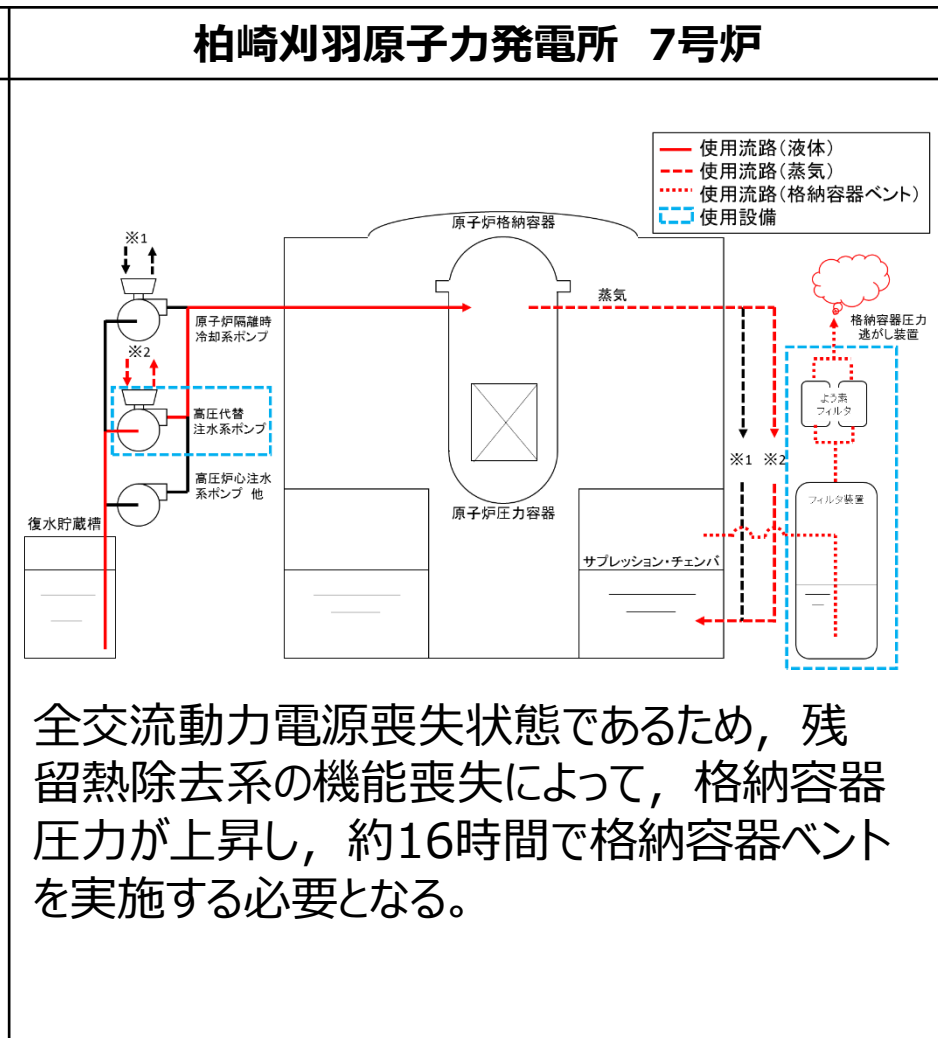 柏崎刈羽原子力発電所 7号炉
使用流路(液体)
使用流路(蒸気)
使用流路(格納容器ベント)
使用設備
原子炉格納容器
※1
蒸気
原子炉隔離時
冷却系ポンプ
格納容器圧力
逃がし装置
※2
高圧代替
注水系ポンプ
よう素
フィルタ
※1 ※2
高圧炉心注水
系ポンプ 他
原子炉圧力容器
フィルタ装置
復水貯蔵槽
サプレッション・チェンバ
全交流動力電源喪失状態であるため，残
留熱除去系の機能喪失によって，格納容器
圧力が上昇し，約16時間で格納容器ベント
を実施する必要となる。